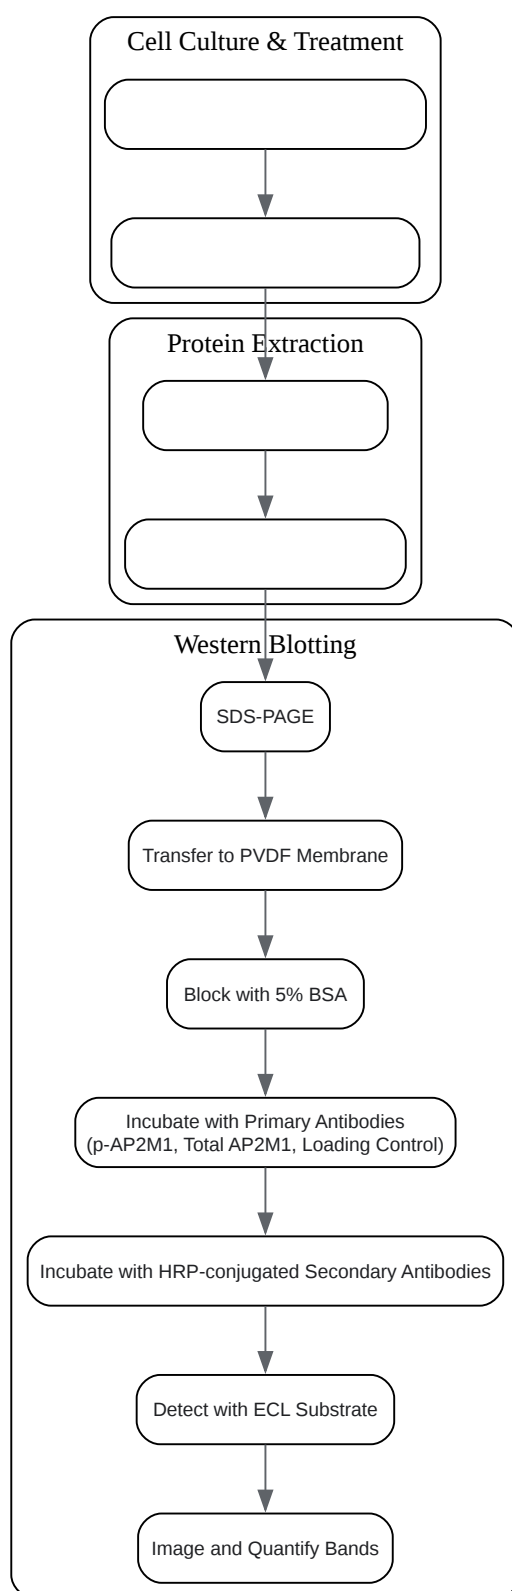 Cell Culture & Treatment
Protein Extraction
Western Blotting
SDS-PAGE
Transfer to PVDF Membrane
Block with 5% BSA
Incubate with Primary Antibodies
(p-AP2M1, Total AP2M1, Loading Control)
Incubate with HRP-conjugated Secondary Antibodies
Detect with ECL Substrate
Image and Quantify Bands